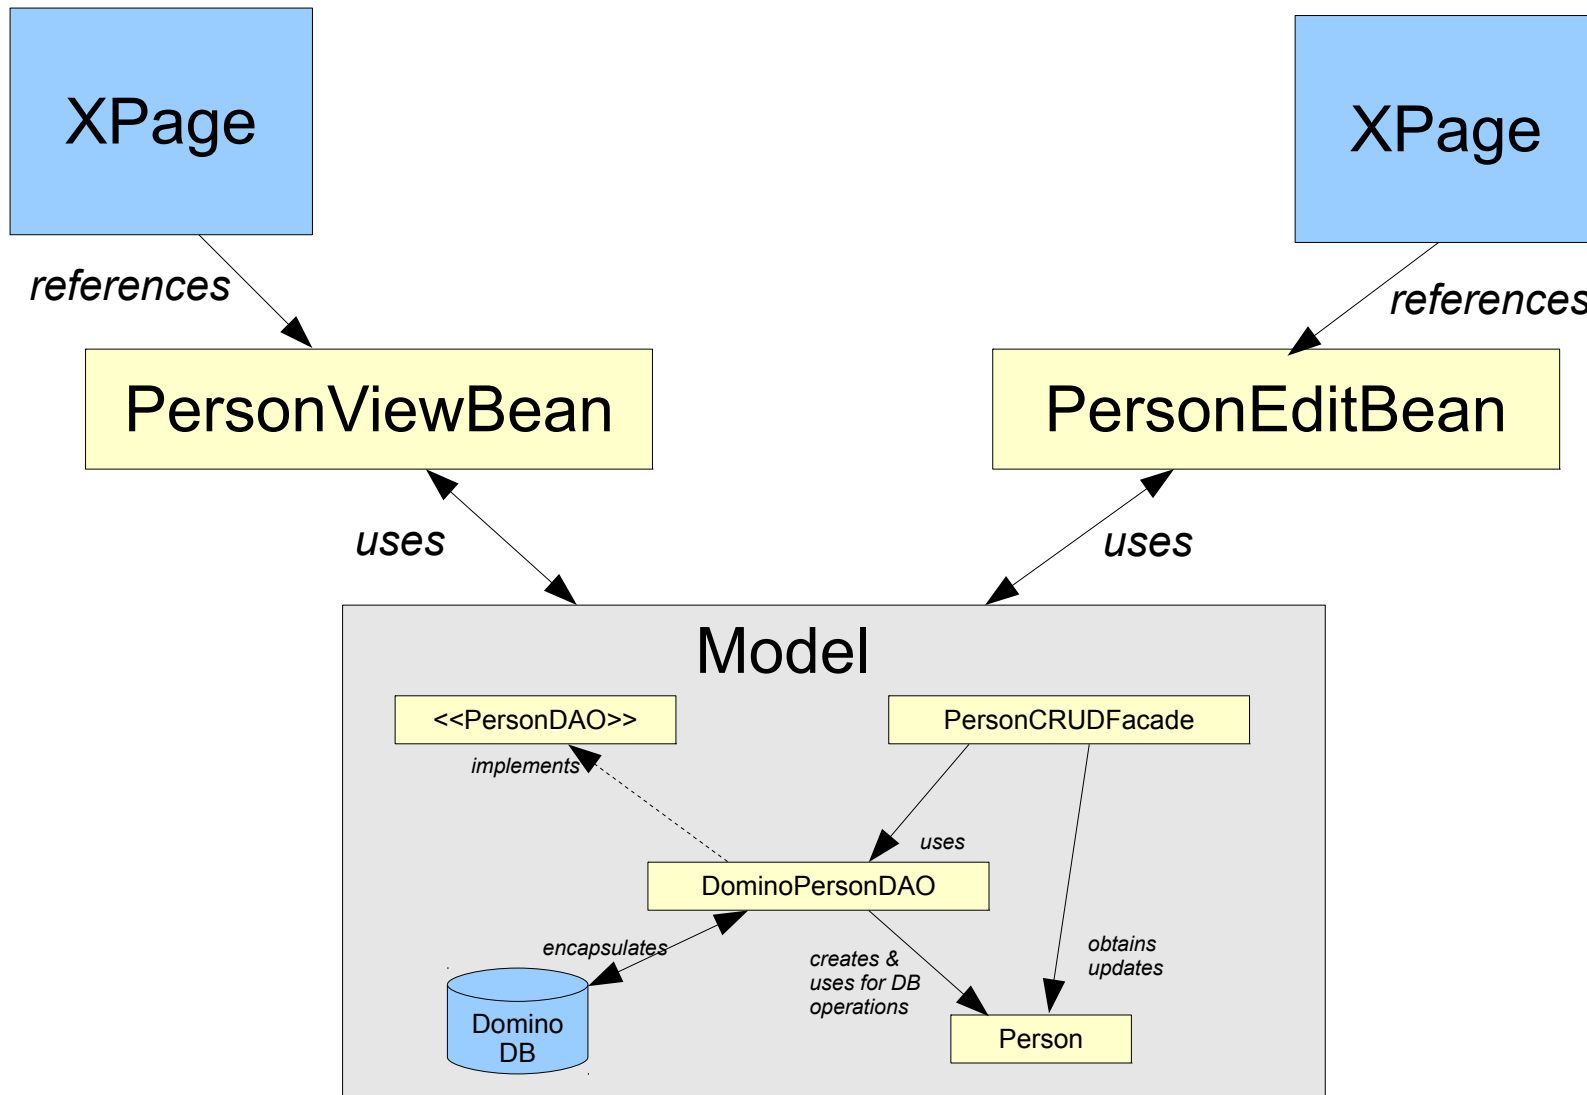 XPage
XPage
references
references
PersonViewBean
PersonEditBean
uses
uses
Model
<<PersonDAO>>
PersonCRUDFacade
implements
uses
DominoPersonDAO
encapsulates
creates &
uses for DB
operations
obtains
updates
Domino
DB
Person